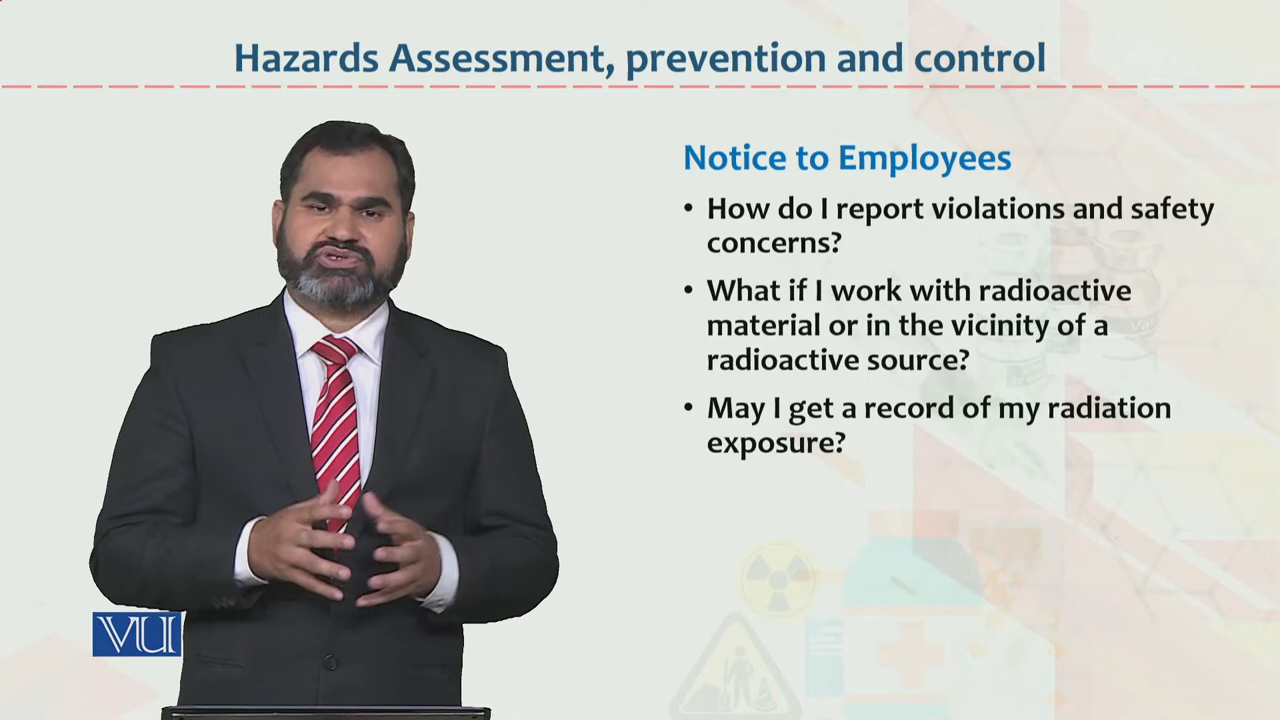 Hazards Assessment, prevention and control
Notice to Employees
• How do I report violations and safety
concerns?
• What if I work with radioactive
material or in the vicinity of a
radioactive source?
• May I get a record of my radiation
exposure?
VU